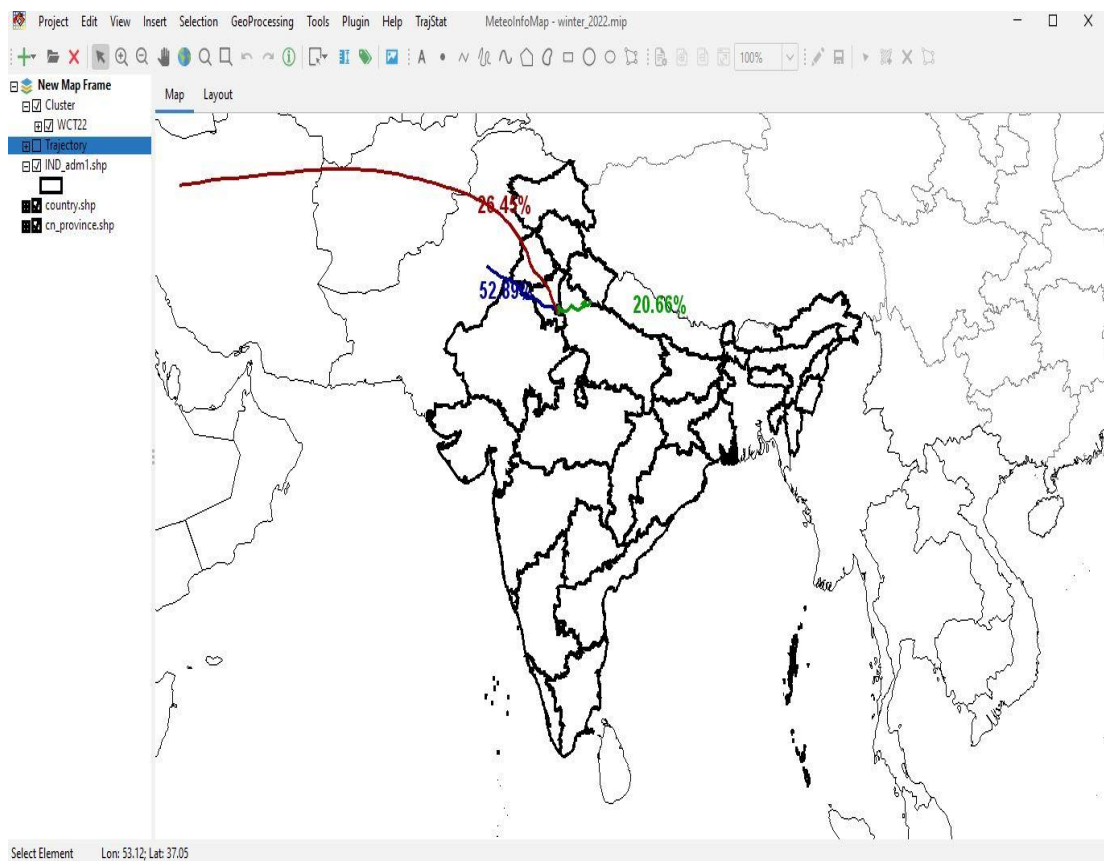 Project Edit View Insert Selection GeoProcessing Tools Plugin Help TrajStat MeteoInfoMap - winter_2022.mip
100%
New Map Frame
Cluster
WCT22
Trajectory
IND_adm1.shp
country.shp
cn_province.shp
Map Layout
26.45%
52.89%
20.66%
Select Element Lon: 53.12; Lat: 37.05